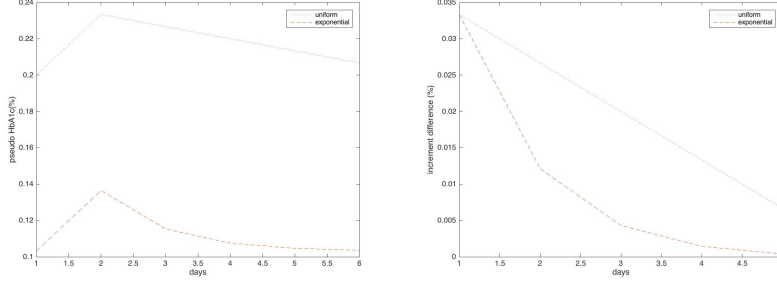 0.24
0.22
0.2
0.18
0.16
0.14
0.12
0.1
pseudo HbA1c(%)
1 1.5 2 2.5 3 3.5 4 4.5 5 5.5 6
days
uniform
exponential
0.035
0.03
0.025
0.02
0.015
0.01
0.005
0
increment difference (%)
1 1.5 2 2.5 3 3.5 4 4.5
days
uniform
exponential